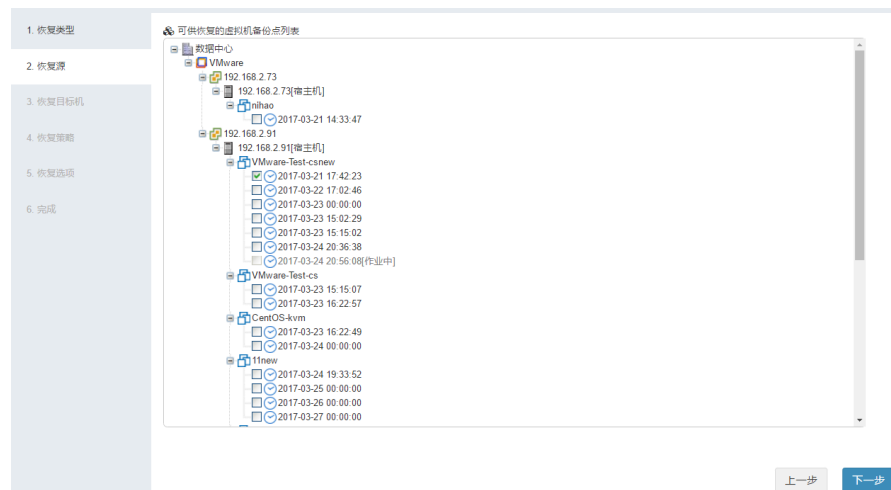 1. 恢复类型
2. 恢复源
3. 恢复目标机
4. 恢复策略
5. 恢复选项
6. 完成
可供恢复的虚拟机备份点列表
数据中心
VMware
192.168.2.73
192.168.2.73[宿主机]
nihao
2017-03-21 14:33:47
192.168.2.91
192.168.2.91[宿主机]
VMware-Test-csnew
2017-03-21 17:42:23
2017-03-22 17:02:46
2017-03-23 00:00:00
2017-03-23 15:02:29
2017-03-23 15:15:02
2017-03-24 20:36:38
2017-03-24 20:56:08[作业中]
VMware-Test-cs
2017-03-23 15:15:07
2017-03-23 16:22:57
CentOS-kvm
2017-03-23 16:22:49
2017-03-24 00:00:00
11new
2017-03-24 19:33:52
2017-03-25 00:00:00
2017-03-26 00:00:00
2017-03-27 00:00:00
上一步
下一步